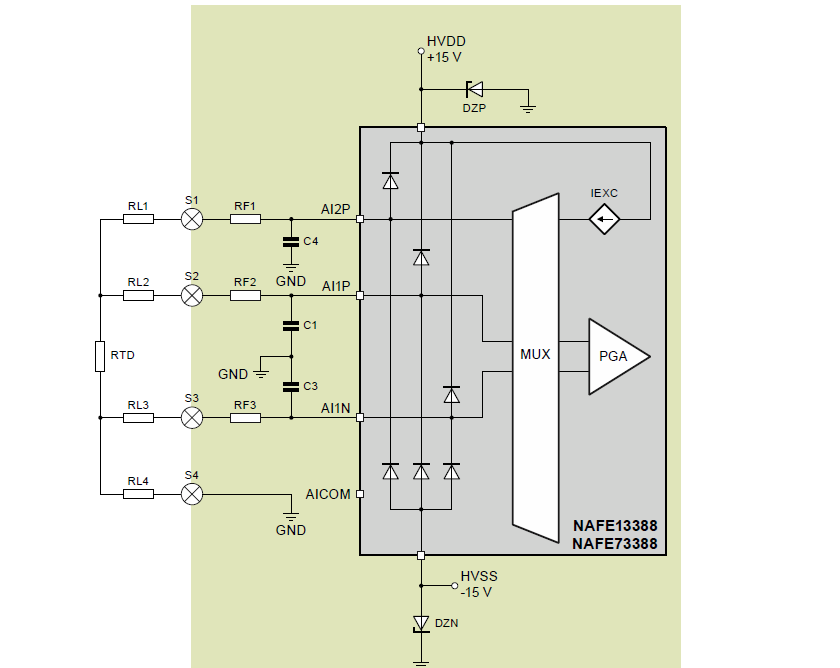 HVDD
+15 V
DZP
IEXC
RL1
S1
RF1
AI2P
C4
GND
RL2
S2
RF2
AI1P
C1
MUX
PGA
RTD
GND
C3
RL3
S3
RF3
AI1N
RL4
S4
AICOM
GND
NAFE13388
NAFE73388
HVSS
-15 V
DZN